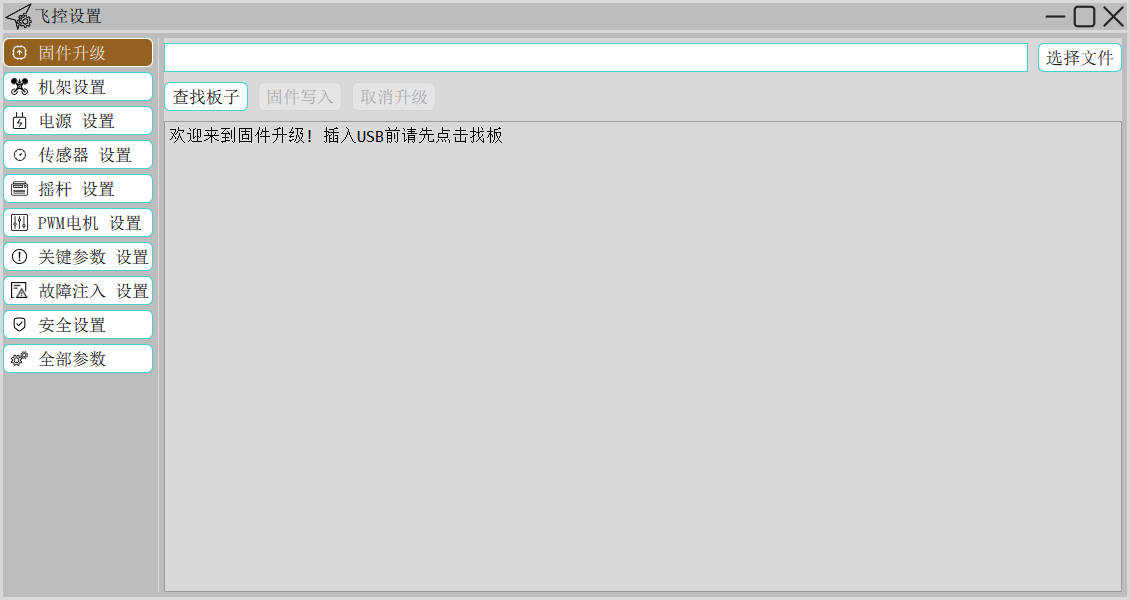 飞控设置
固件升级
机架设置
电源 设置
传感器 设置
摇杆 设置
PWM电机 设置
关键参数 设置
故障注入 设置
安全设置
全部参数
选择文件
查找板子 固件写入 取消升级
欢迎来到固件升级! 插入USB前请先点击找板